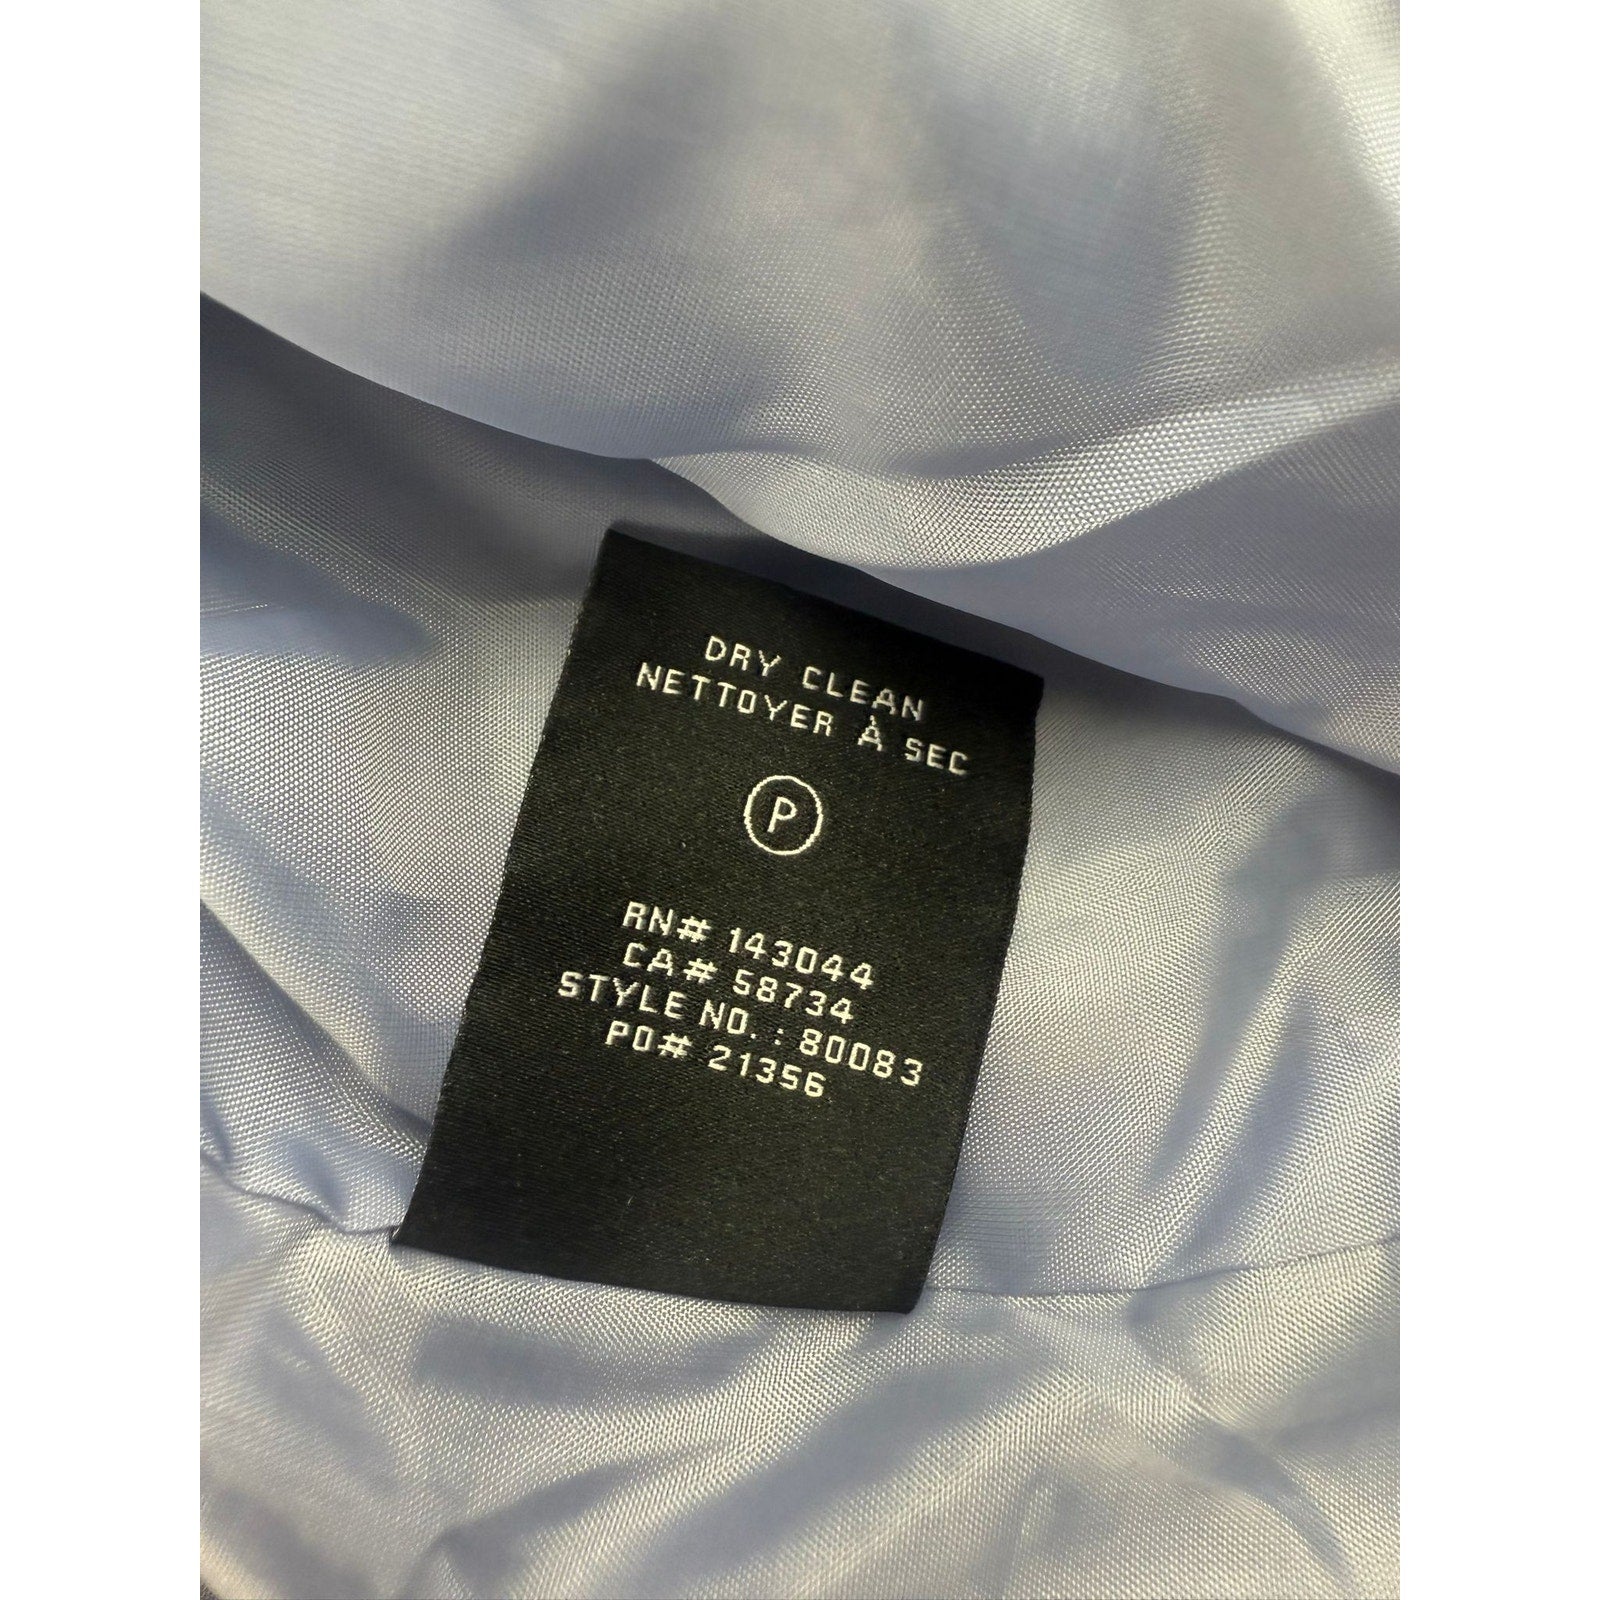 DRY CLEAN
NETTOYER À SEC
P
RN# 143044
CA# 58734
STYLE NO.: 80083
PO# 21356